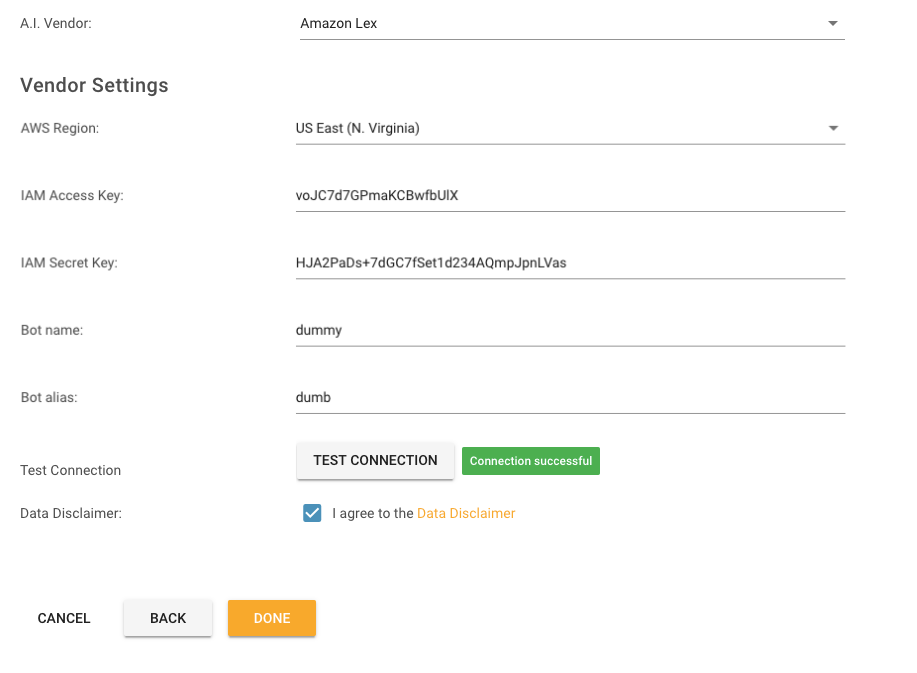 A.I. Vendor: Amazon Lex
Vendor Settings
AWS Region: US East (N. Virginia)
IAM Access Key: voJC7d7GPmaKCBwfbUlX
IAM Secret Key: HJA2PaDs+7dGC7fSet1d234AQmpJpnLVas
Bot name: dummy
Bot alias: dumb
Test Connection TEST CONNECTION Connection successful
Data Disclaimer: I agree to the Data Disclaimer
CANCEL BACK DONE